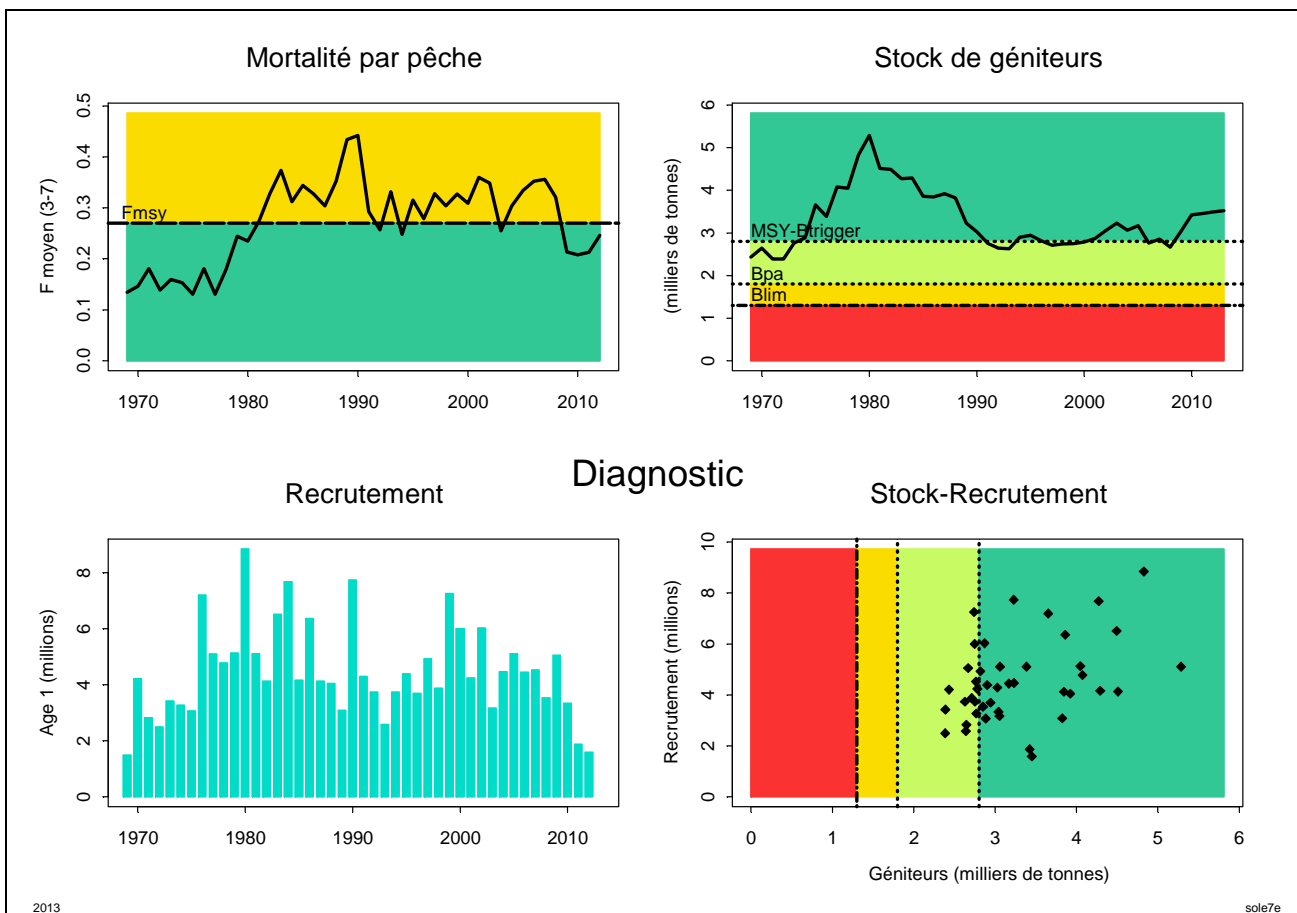 Mortalité par pêche
F moyen (3-7)
0.0 0.1 0.2 0.3 0.4 0.5
Fmsy
1970 1980 1990 2000 2010
Stock de géniteurs
(milliers de tonnes)
0 1 2 3 4 5 6
MSY-Btrigger
Bpa
Blim
1970 1980 1990 2000 2010
Diagnostic
Recrutement
Age 1 (millions)
0 2 4 6 8
1970 1980 1990 2000 2010
Stock-Recrutement
Recrutement (millions)
0 2 4 6 8 10
0 1 2 3 4 5 6
Géniteurs (milliers de tonnes)
2013
sole7e